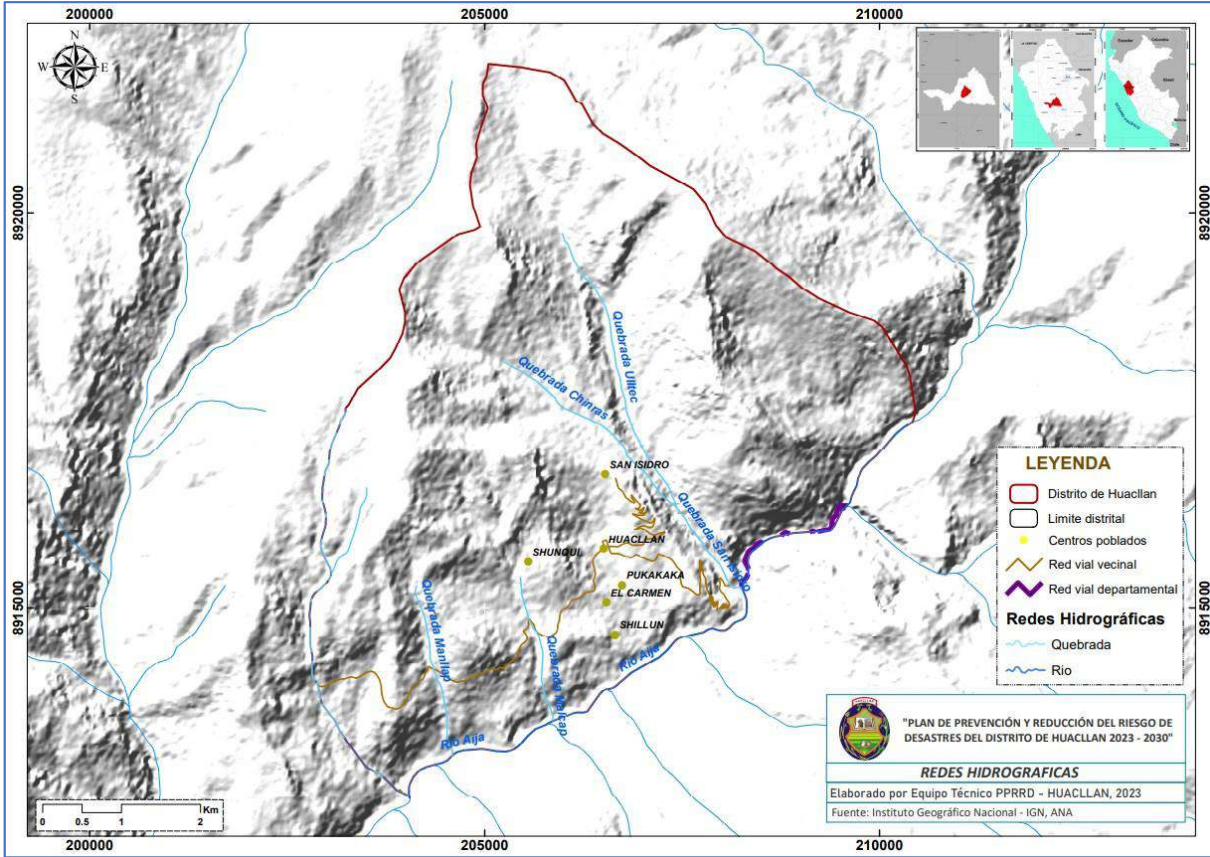 200000
205000
210000
N
W
E
S
8920000
8920000
Quebrada Ulltec
Quebrada Chinras
SAN ISIDRO
Quebrada San Isidro
HUACLLAN
SHUNQUI
PUKAKAKA
EL CARMEN
SHILLUN
Quebrada Manllap
Quebrada Malcap
Rio Aija
Rio Aija
8915000
8915000
LEYENDA
Distrito de Huacllan
Limite distrital
Centros poblados
Red vial vecinal
Red vial departamental
Redes Hidrográficas
Quebrada
Rio
"PLAN DE PREVENCIÓN Y REDUCCIÓN DEL RIESGO DE
DESASTRES DEL DISTRITO DE HUACLLAN 2023 - 2030"
REDES HIDROGRAFICAS
Elaborado por Equipo Técnico PPRRD – HUACLLAN, 2023
Fuente: Instituto Geográfico Nacional - IGN, ANA
Km
0 0.5 1 2
200000
205000
210000